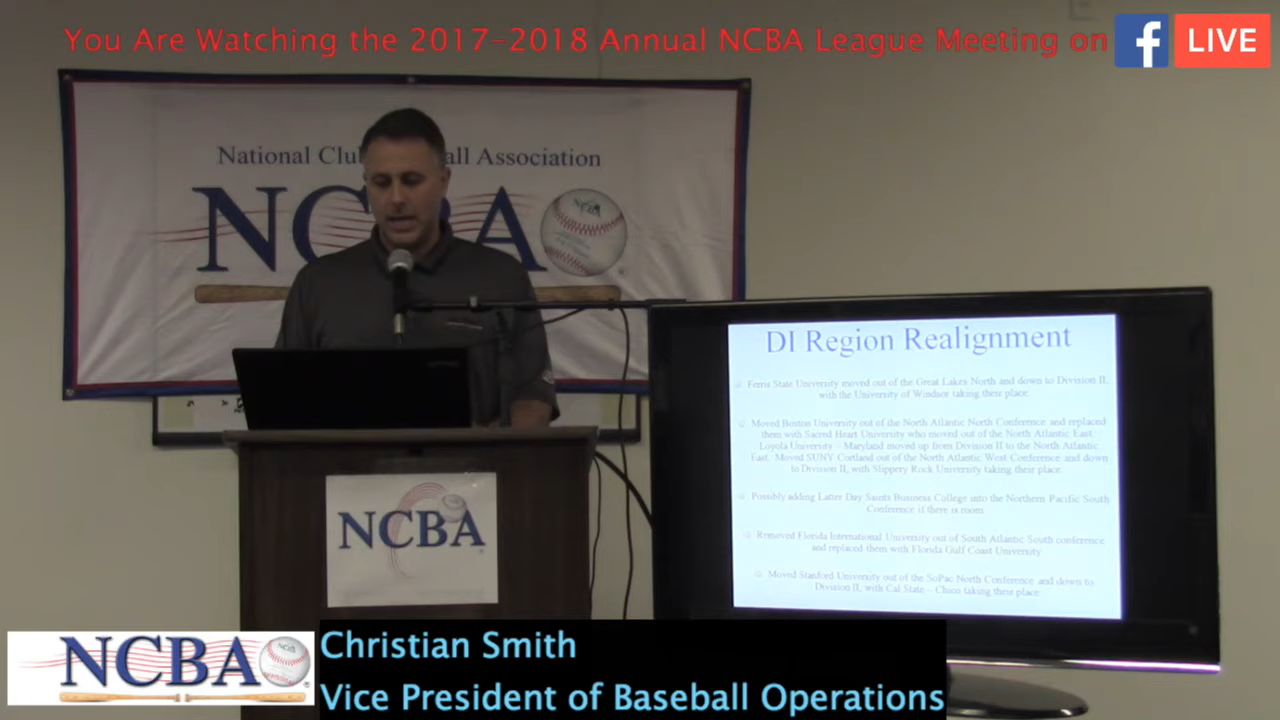 You Are Watching the 2017-2018 Annual NCBA League Meeting on f LIVE
National Clu all Association
NCBA
DI Region Realignment
Ferris State University moved out of the Great Lakes North and down to Division II,
with the University of Windsor taking their place
Moved Boston University out of the North Atlantic North Conference and replaced
them with Sacred Heart University who moved out of the North Atlantic East.
Loyola University – Maryland moved up from Division II to the North Atlantic
East. Moved SUNY Cortland out of the North Atlantic West Conference and down
to Division II, with Slippery Rock University taking their place
Possibly adding Latter Day Saints Business College into the Northern Pacific South
Conference if there is room
Removed Florida International University out of South Atlantic South conference
and replaced them with Florida Gulf Coast University
Moved Stanford University out of the SoPac North Conference and down to
Division II, with Cal State – Chico taking their place
NCBA
NCBA
Christian Smith
Vice President of Baseball Operations